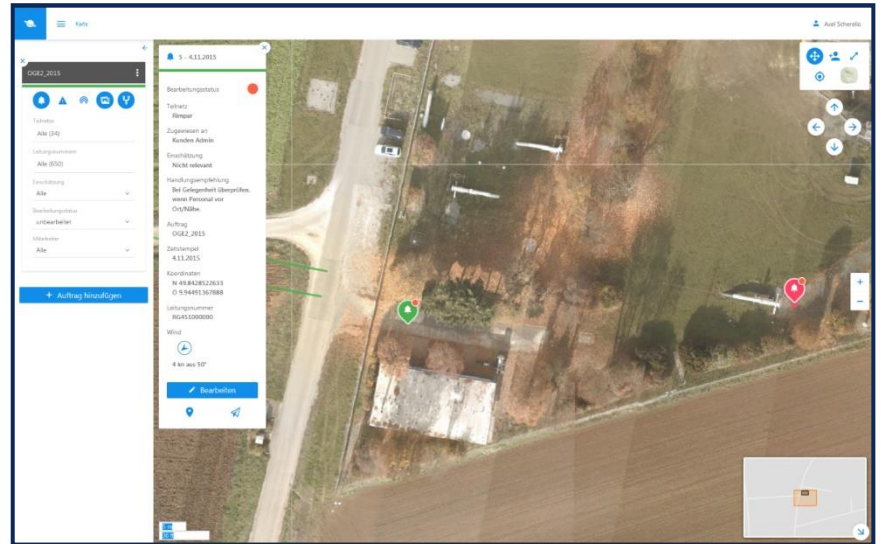 Karte
Axel Scherelle
OGE2_2015
Teilnetze
Alle (34)
Leitungsnummern
Alle (650)
Einschätzung
Alle
Bearbeitungsstatus
unbearbeitet
Mitarbeiter
Alle
+ Auftrag hinzufügen
5 - 4.11.2015
Bearbeitungsstatus
Teilnetz
Rimpar
Zugewiesen an
Kunden Admin
Einschätzung
Nicht relevant
Handlungsempfehlung
Bei Gelegenheit überprüfen,
wenn Personal vor
Ort/Nähe.
Auftrag
OGE2_2015
Zeitstempel
4.11.2015
Koordinaten
N 49.8428522633
O 9.94491367888
Leitungsnummer
RG451000000
Wind
4 kn aus 50°
Bearbeiten